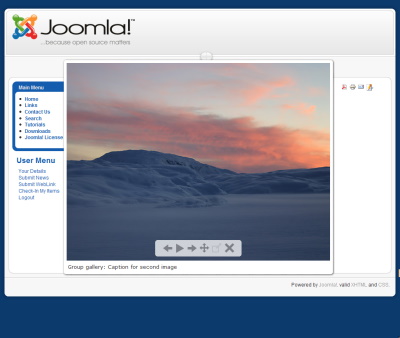 Joomla!™
...because open source matters
Main Menu
Home
Links
Contact Us
Search
Tutorials
Downloads
Joomla License
User Menu
Your Details
Submit News
Submit WebLink
Check-In My Items
Logout
Group gallery: Caption for second image
Powered by Joomla!. valid XHTML and CSS.